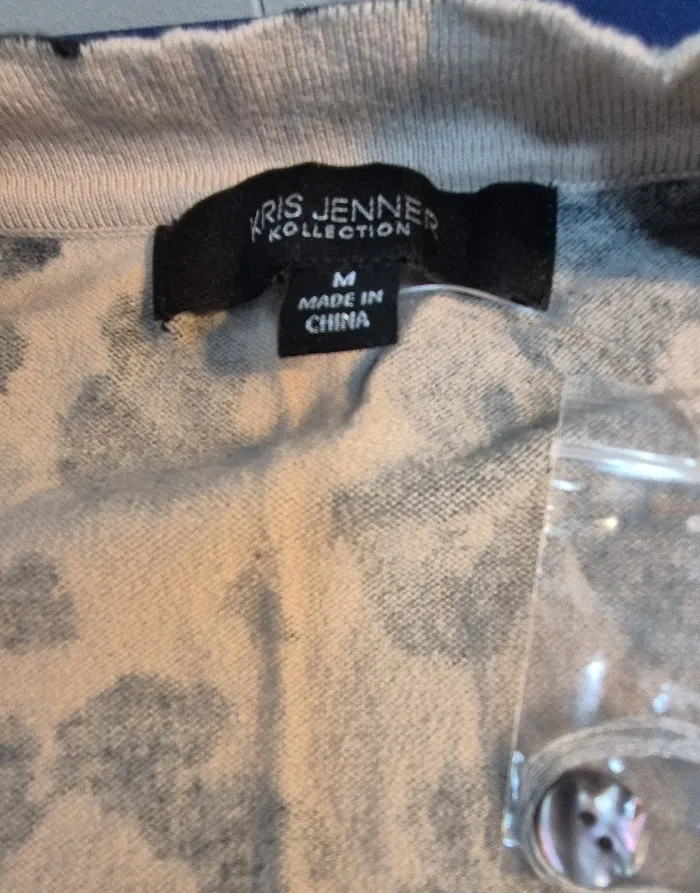 KRIS JENNER
KOLLECTION
M
MADE IN
CHINA